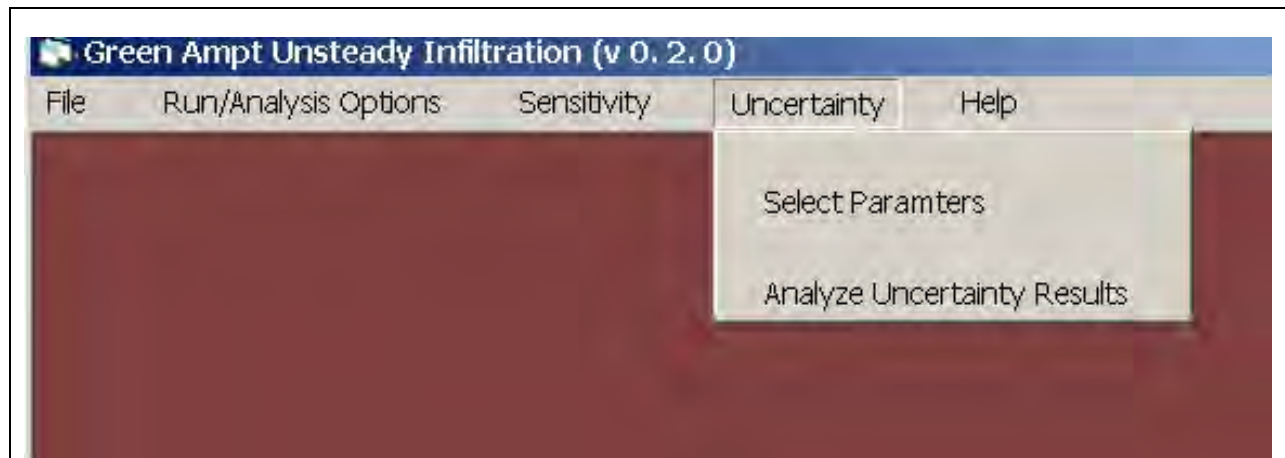 Green Ampt Unsteady Infiltration (v 0. 2. 0)
File Run/Analysis Options Sensitivity Uncertainty Help
Select Paramters
Analyze Uncertainty Results